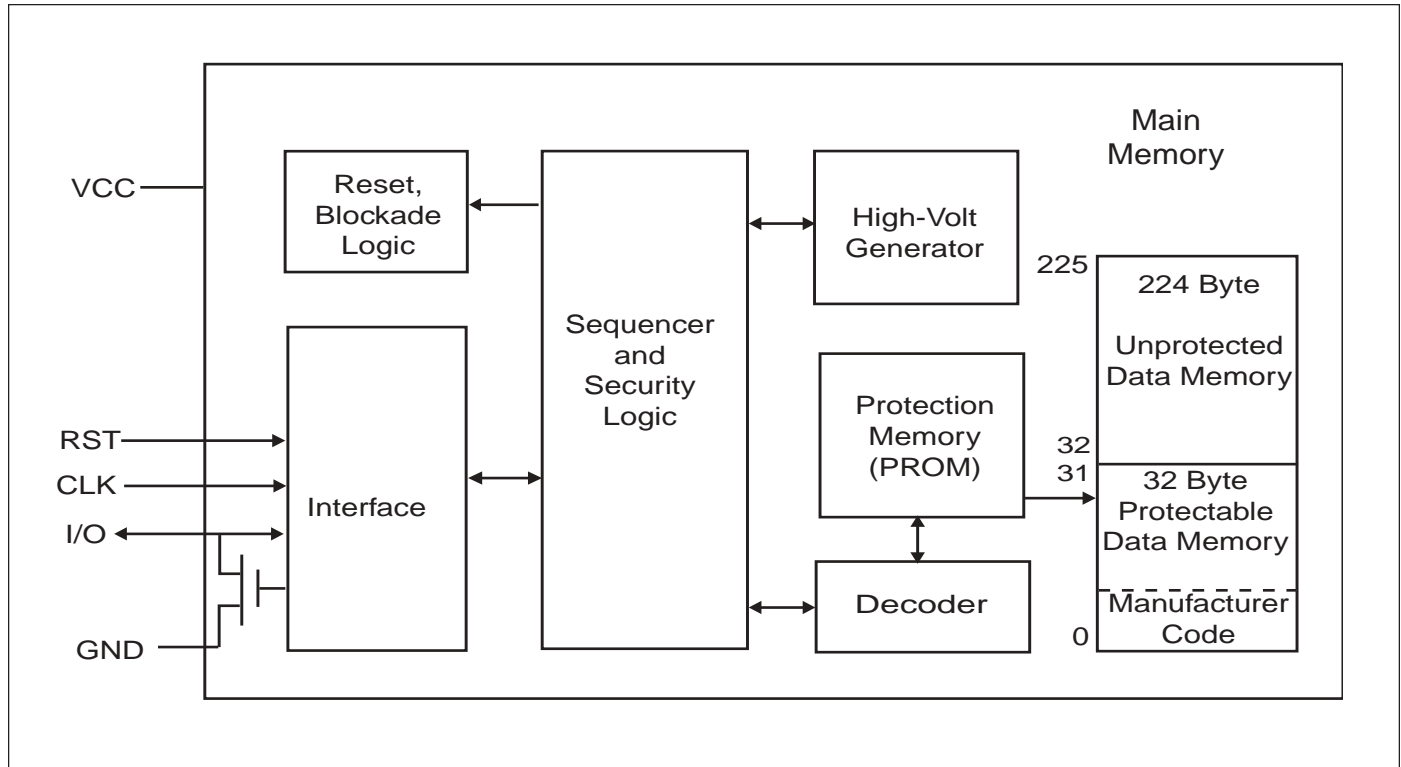 Main
Memory
VCC
Reset,
Blockade
Logic
High-Volt
Generator
Sequencer
and
Security
Logic
225
224 Byte
Unprotected
Data Memory
Protection
Memory
(PROM)
32
31
32 Byte
Protectable
Data Memory
RST
CLK
I/O
Interface
Decoder
Manufacturer
Code
0
GND